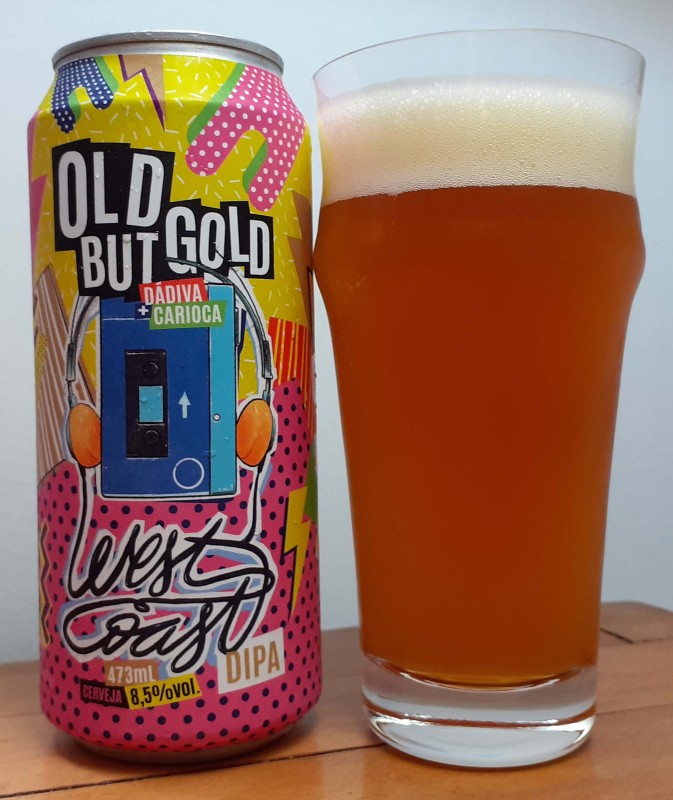 OLD
BUT GOLD
DÁDIVA
+ CARIOCA
West
Coast
DIPA
473mL
CERVEJA 8,5%VOL.